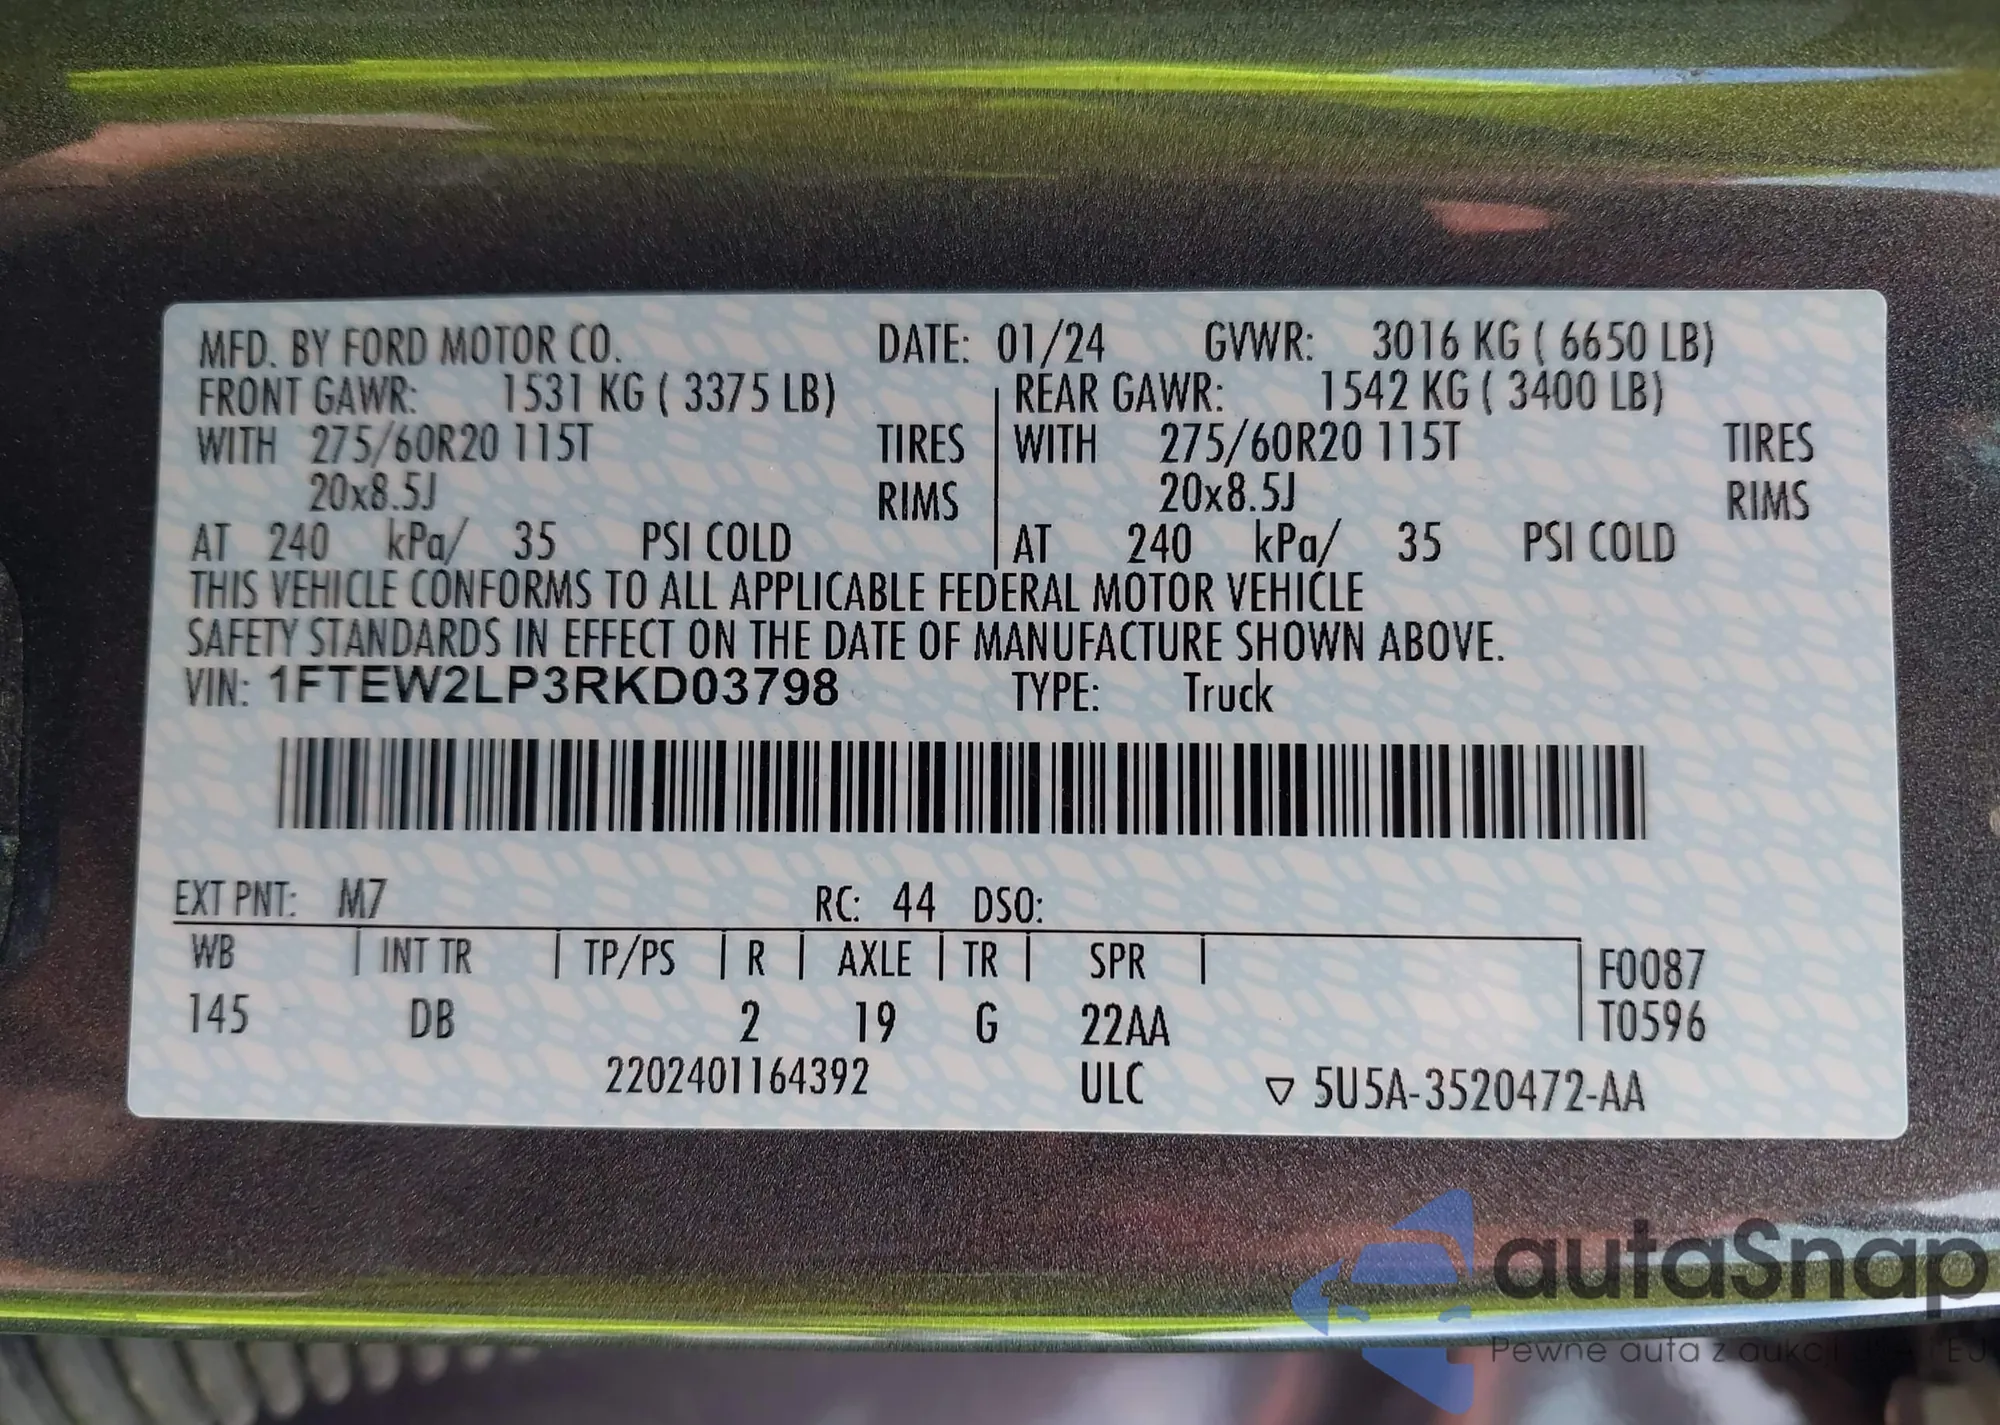 MFD. BY FORD MOTOR CO. DATE: 01/24 GVWR: 3016 KG ( 6650 LB)
FRONT GAWR: 1531 KG ( 3375 LB) REAR GAWR: 1542 KG ( 3400 LB)
WITH 275/60R20 115T TIRES WITH 275/60R20 115T TIRES
20x8.5J RIMS 20x8.5J RIMS
AT 240 kPa/ 35 PSI COLD AT 240 kPa/ 35 PSI COLD
THIS VEHICLE CONFORMS TO ALL APPLICABLE FEDERAL MOTOR VEHICLE
SAFETY STANDARDS IN EFFECT ON THE DATE OF MANUFACTURE SHOWN ABOVE.
VIN: 1FTEW2LP3RKD03798 TYPE: Truck
EXT PNT: M7 RC: 44 DSO:
WB INT TR TP/PS R AXLE TR SPR F0087
145 DB 2 19 G 22AA T0596
2202401164392 ULC ▽ 5U5A-3520472-AA
autaSnap
Pewne auta z aukcji